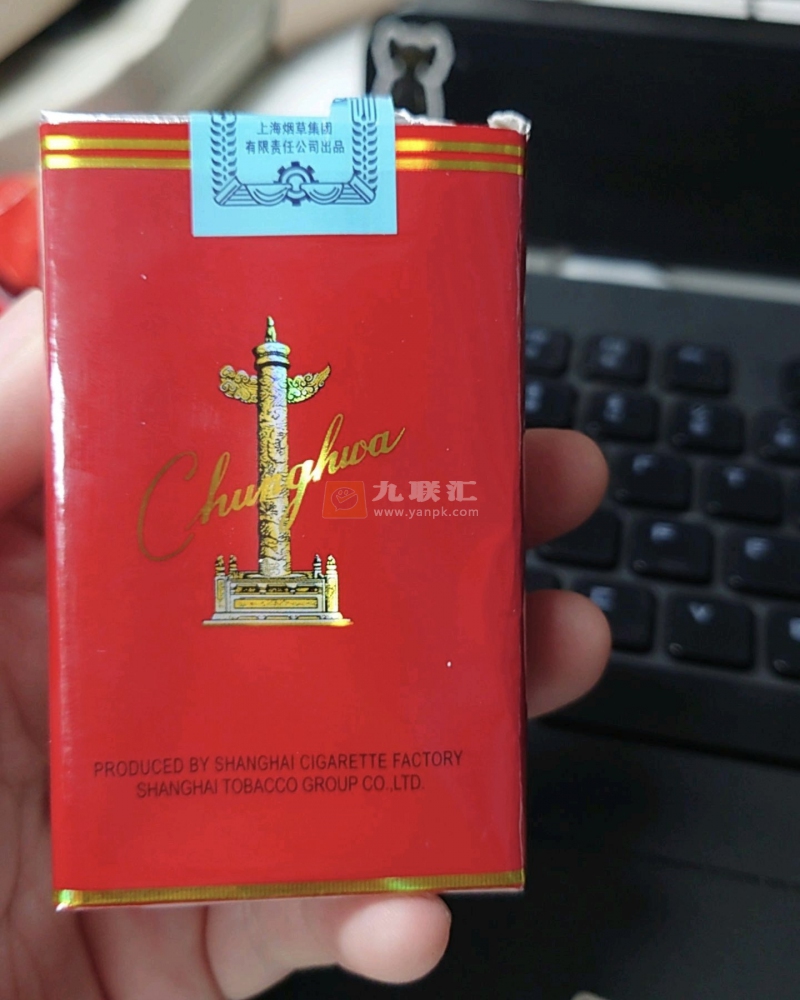 上海烟草集团
有限责任公司出品
Chunghwa
九联汇
www.yanpk.com
PRODUCED BY SHANGHAI CIGARETTE FACTORY
SHANGHAI TOBACCO GROUP CO.,LTD.